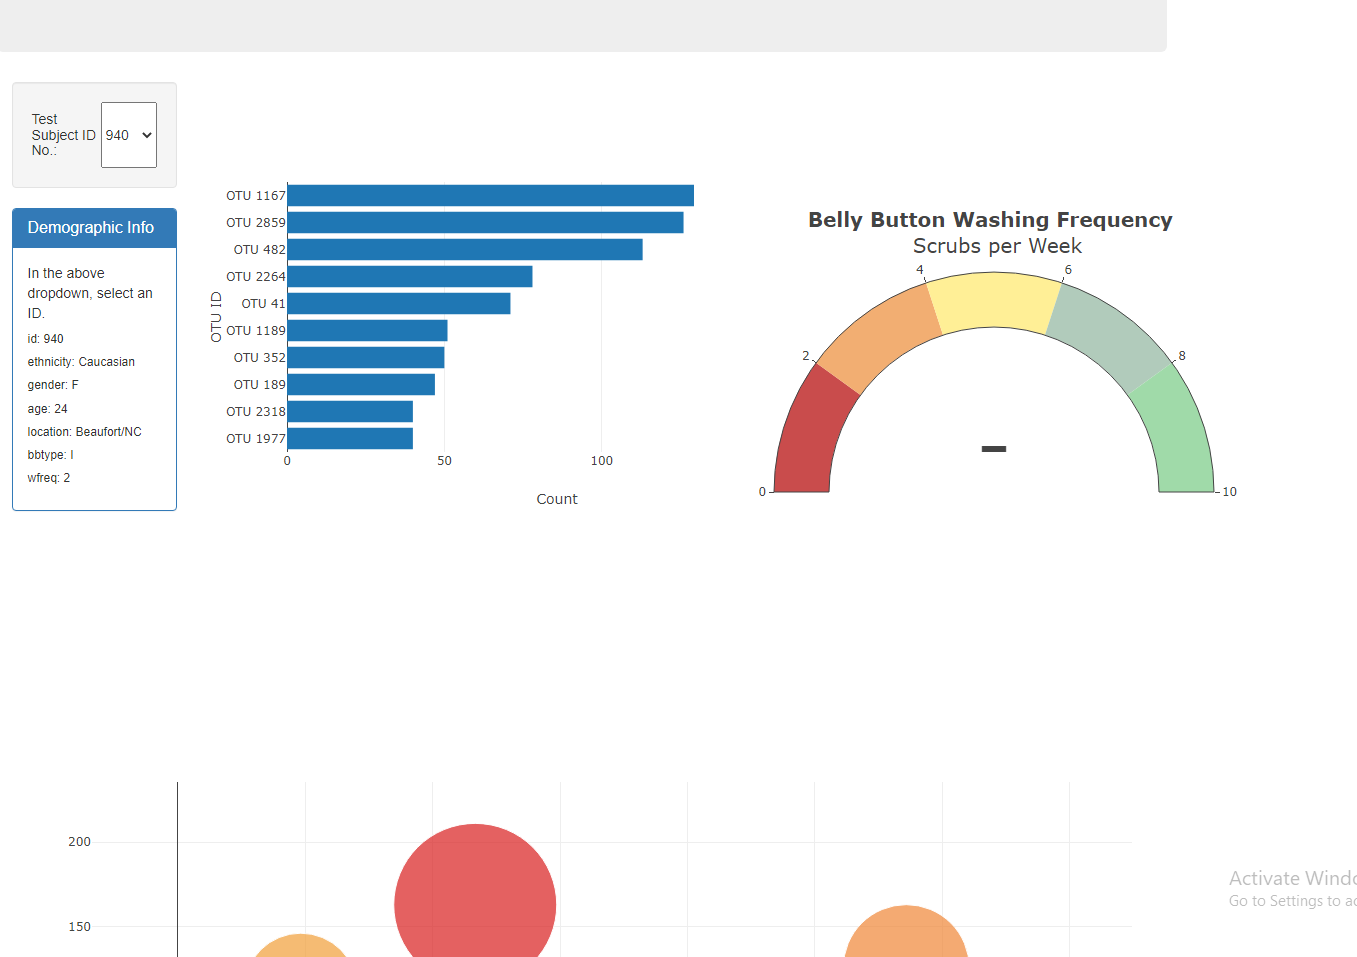 Test
Subject ID
No.:
940
Demographic Info
In the above
dropdown, select an
ID.
id: 940
ethnicity: Caucasian
gender: F
age: 24
location: Beaufort/NC
bbtype: I
wfreq: 2
OTU ID
OTU 1167
OTU 2859
OTU 482
OTU 2264
OTU 41
OTU 1189
OTU 352
OTU 189
OTU 2318
OTU 1977
0 50 100
Count
Belly Button Washing Frequency
Scrubs per Week
0 2 4 6 8 10
200
150
Activate Windo
Go to Settings to ac